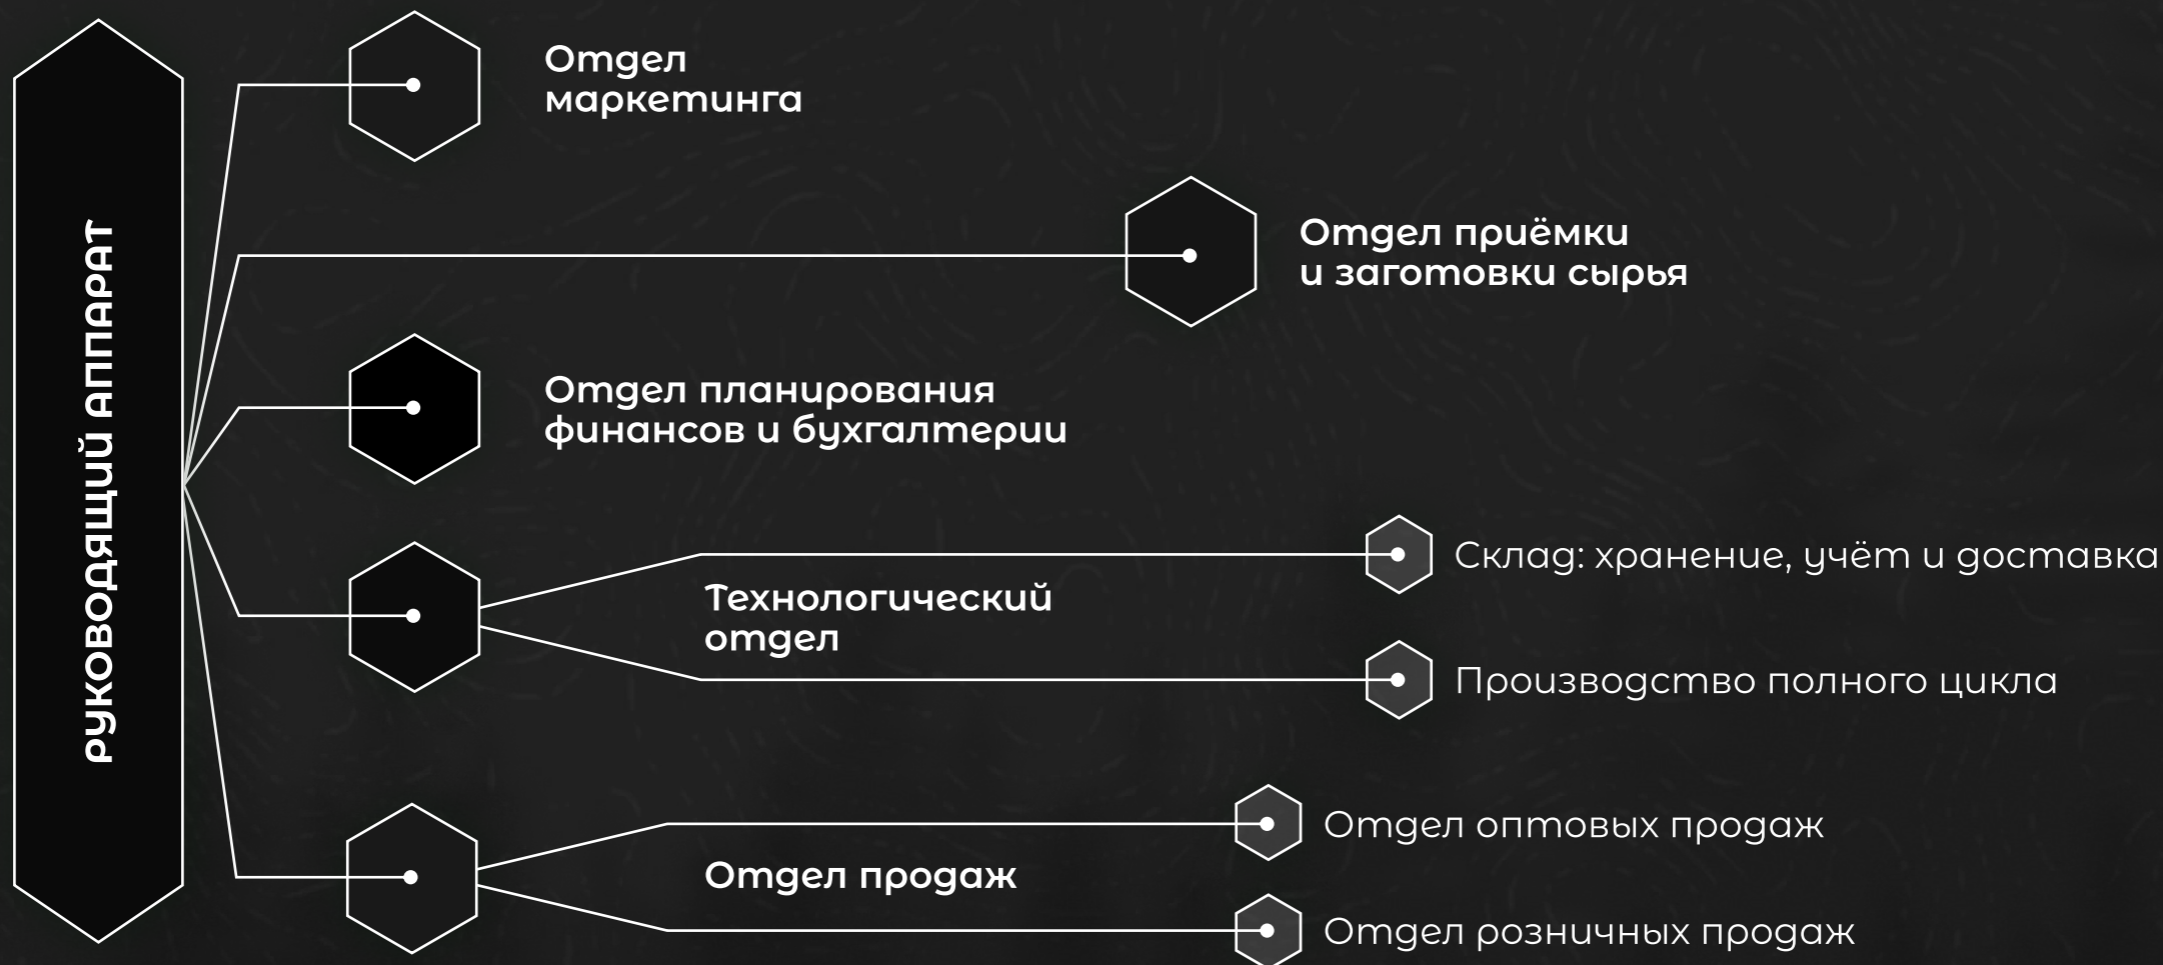 РУКОВОДЯЩИЙ АППАРАТ
Отдел
маркетинга
Отдел приёмки
и заготовки сырья
Отдел планирования
финансов и бухгалтерии
Технологический
отдел
Склад: хранение, учёт и доставка
Производство полного цикла
Отдел продаж
Отдел оптовых продаж
Отдел розничных продаж